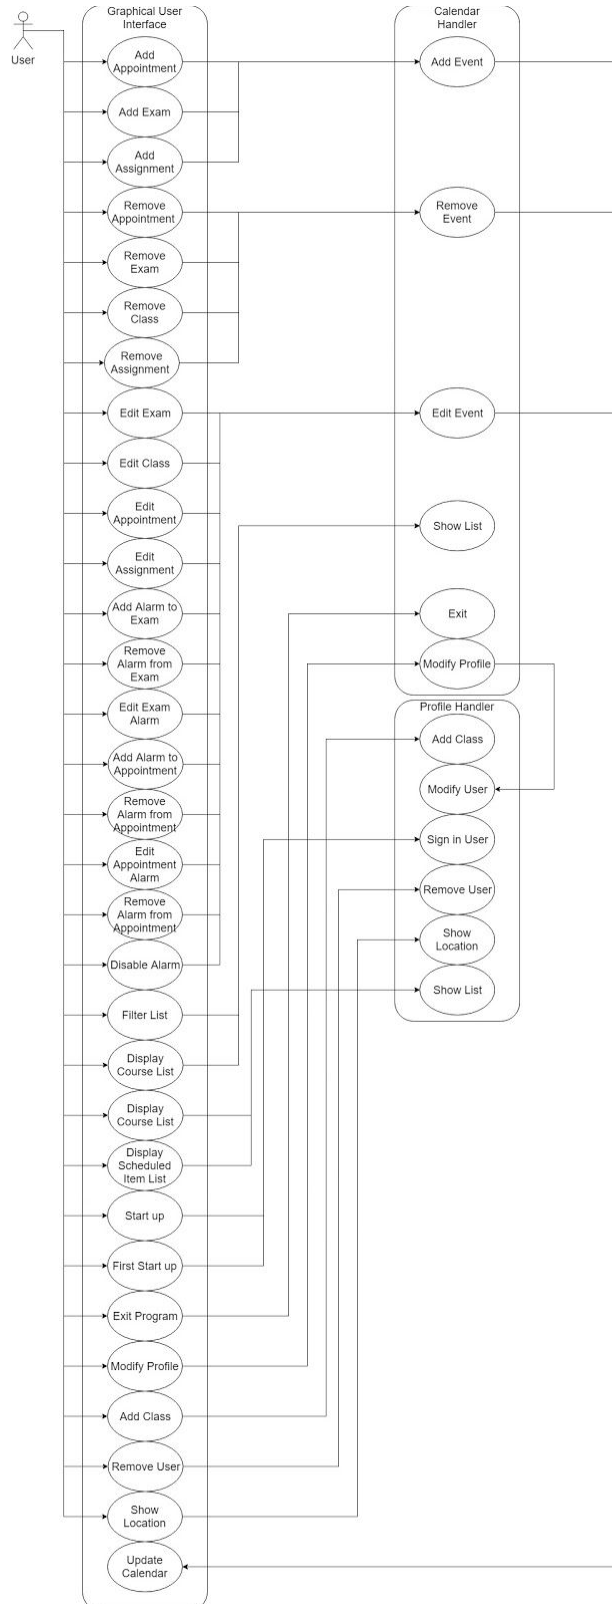 User
Graphical User
Interface
Add
Appointment
Add Exam
Add
Assignment
Remove
Appointment
Remove
Exam
Remove
Class
Remove
Assignment
Edit Exam
Edit Class
Edit
Appointment
Edit
Assignment
Add Alarm to
Exam
Remove
Alarm from
Exam
Edit Exam
Alarm
Add Alarm to
Appointment
Remove
Alarm from
Appointment
Edit
Appointment
Alarm
Remove
Alarm from
Appointment
Disable Alarm
Filter List
Display
Course List
Display
Course List
Display
Scheduled
Item List
Start up
First Start up
Exit Program
Modify Profile
Add Class
Remove User
Show
Location
Update
Calendar
Calendar
Handler
Add Event
Remove
Event
Edit Event
Show List
Exit
Modify Profile
Profile Handler
Add Class
Modify User
Sign in User
Remove User
Show
Location
Show List